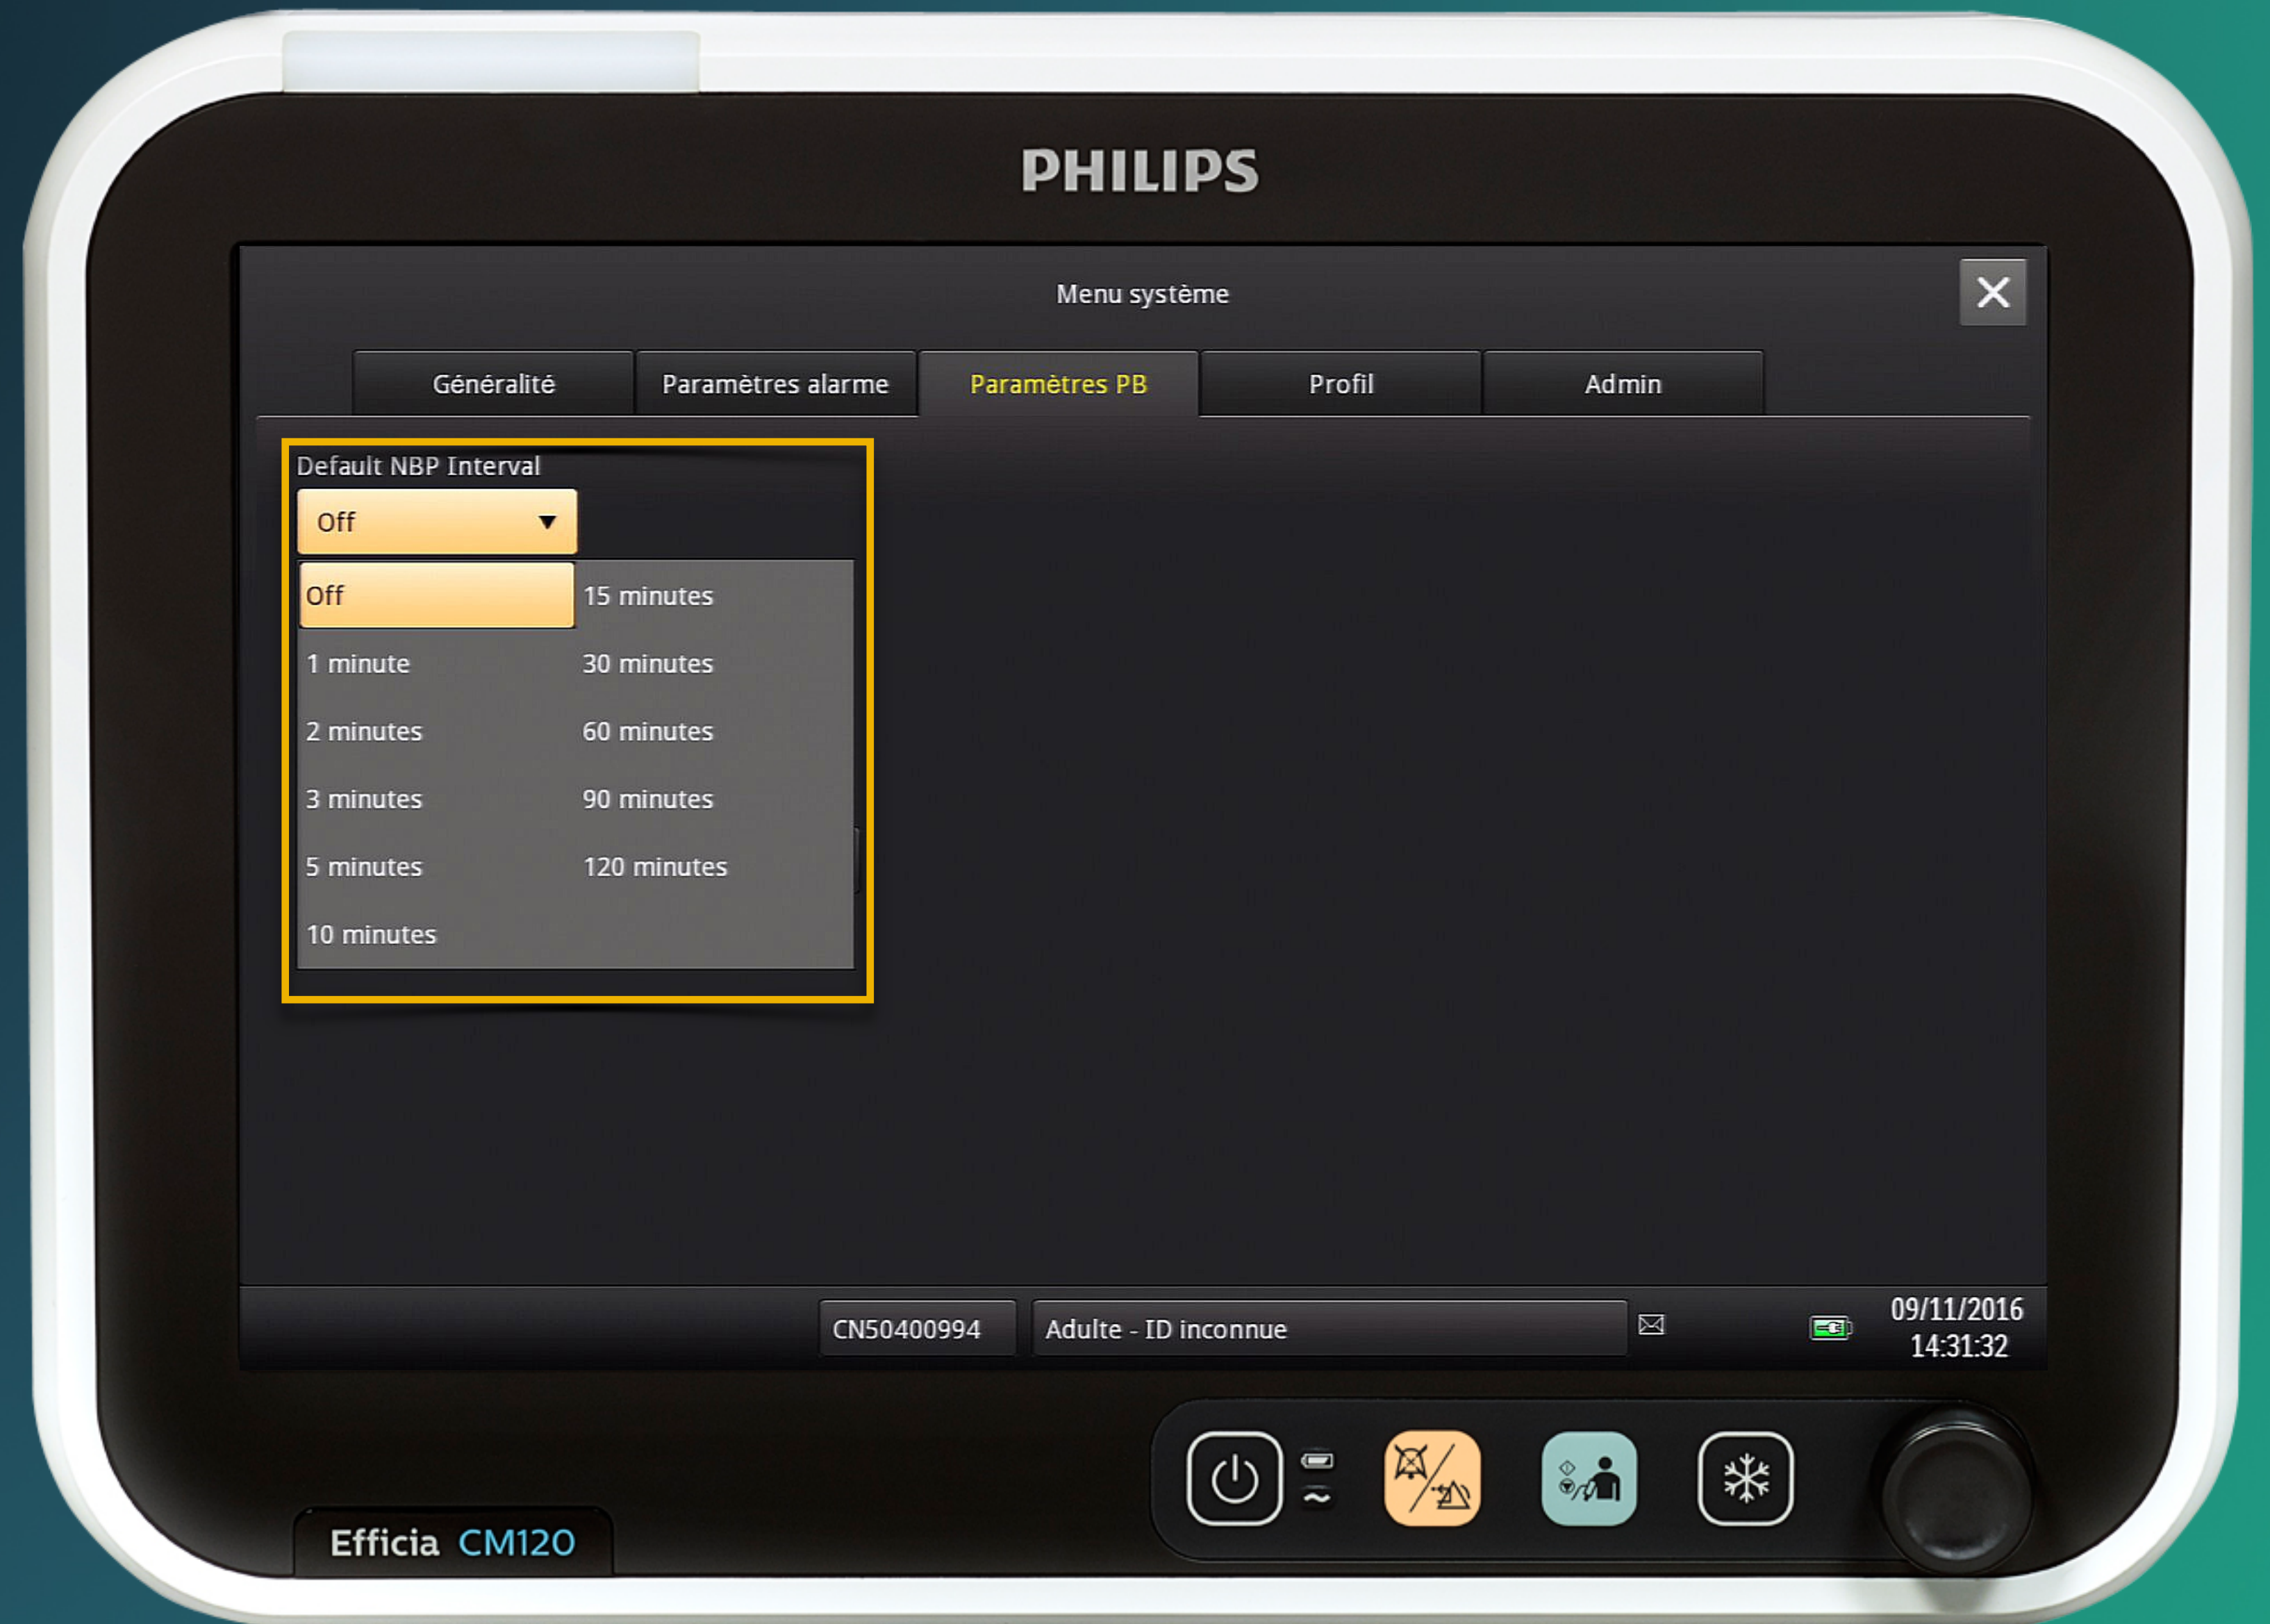 PHILIPS
Menu système
Généralité
Paramètres alarme
Paramètres PB
Profil
Admin
Default NBP Interval
Off
Off
15 minutes
1 minute
30 minutes
2 minutes
60 minutes
3 minutes
90 minutes
5 minutes
120 minutes
10 minutes
CN50400994
Adulte - ID inconnue
09/11/2016
14:31:32
Efficia CM120